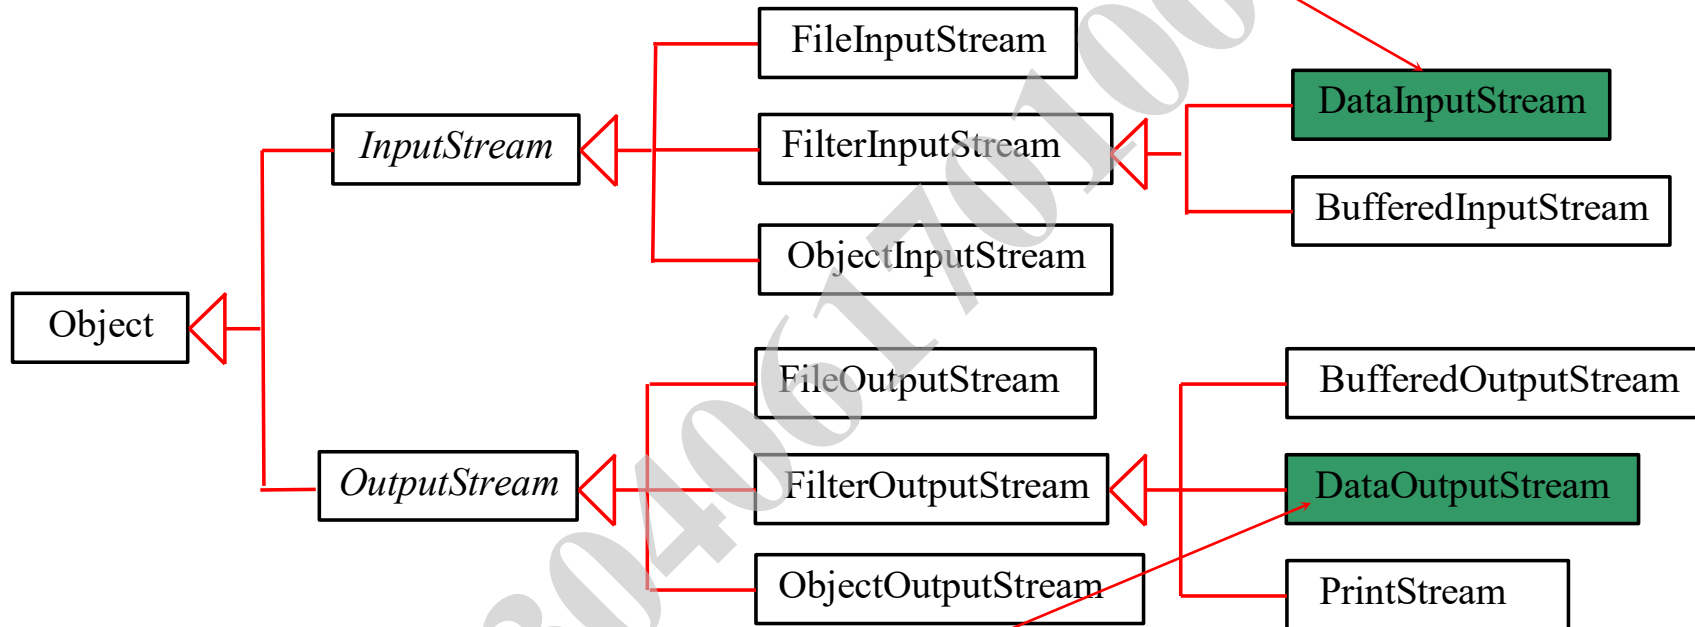 FileInputStream
DataInputStream
InputStream
FilterInputStream
BufferedInputStream
ObjectInputStream
Object
FileOutputStream
BufferedOutputStream
OutputStream
FilterOutputStream
DataOutputStream
ObjectOutputStream
PrintStream